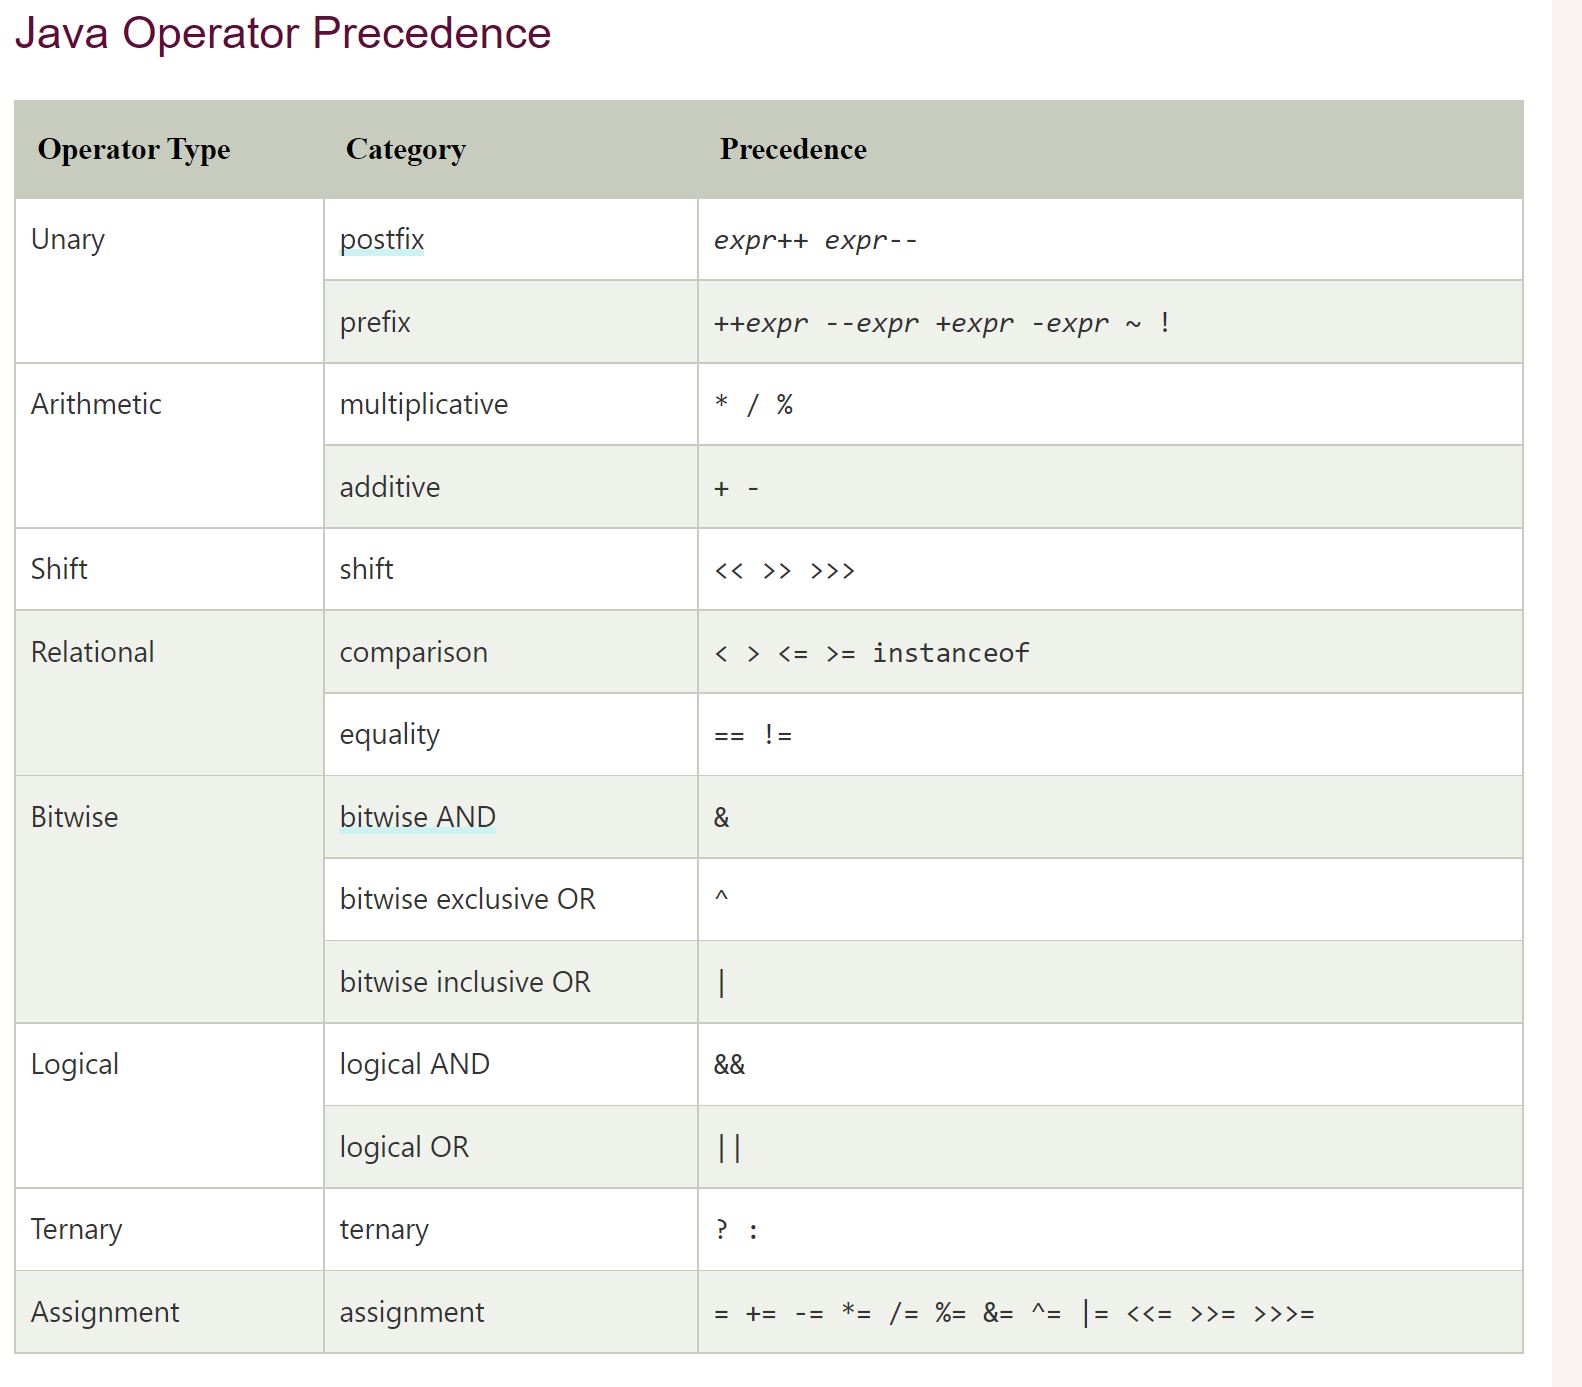 Java Operator Precedence
Operator Type Category Precedence
Unary postfix expr++ expr--
prefix ++expr --expr +expr -expr ~ !
Arithmetic multiplicative * / %
additive + -
Shift shift << >> >>>
Relational comparison < > <= >= instanceof
equality == !=
Bitwise bitwise AND &
bitwise exclusive OR ^
bitwise inclusive OR |
Logical logical AND &&
logical OR ||
Ternary ternary ? :
Assignment assignment = += -= *= /= %= &= ^= |= <<= >>= >>>=